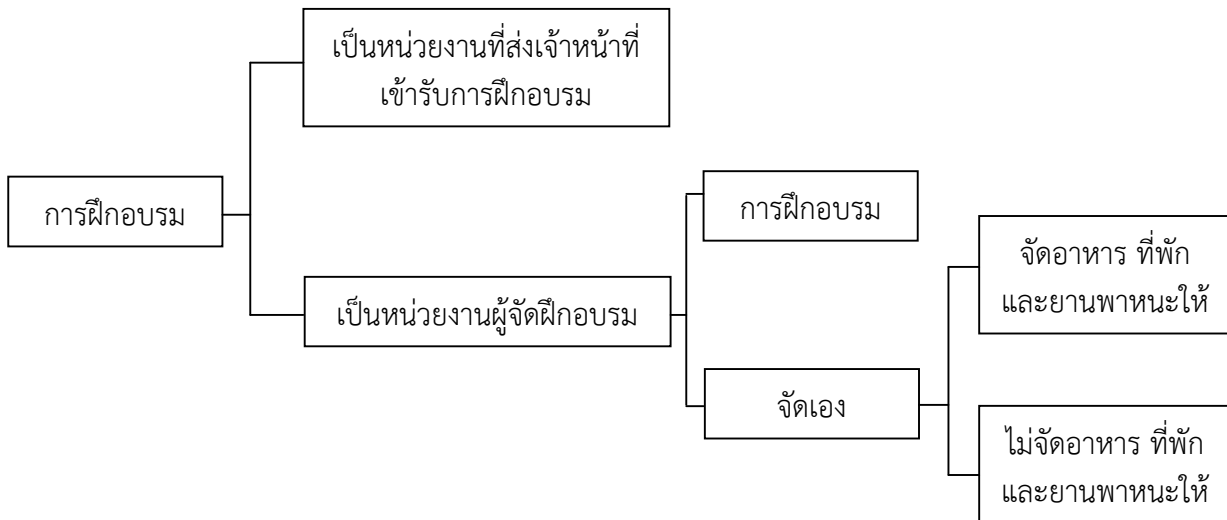 เป็นหน่วยงานที่ส่งเจ้าหน้าที่
เข้ารับการฝึกอบรม
การฝึกอบรม
การฝึกอบรม
เป็นหน่วยงานผู้จัดฝึกอบรม
จัดอาหาร ที่พัก
และยานพาหนะให้
จัดเอง
ไม่จัดอาหาร ที่พัก
และยานพาหนะให้